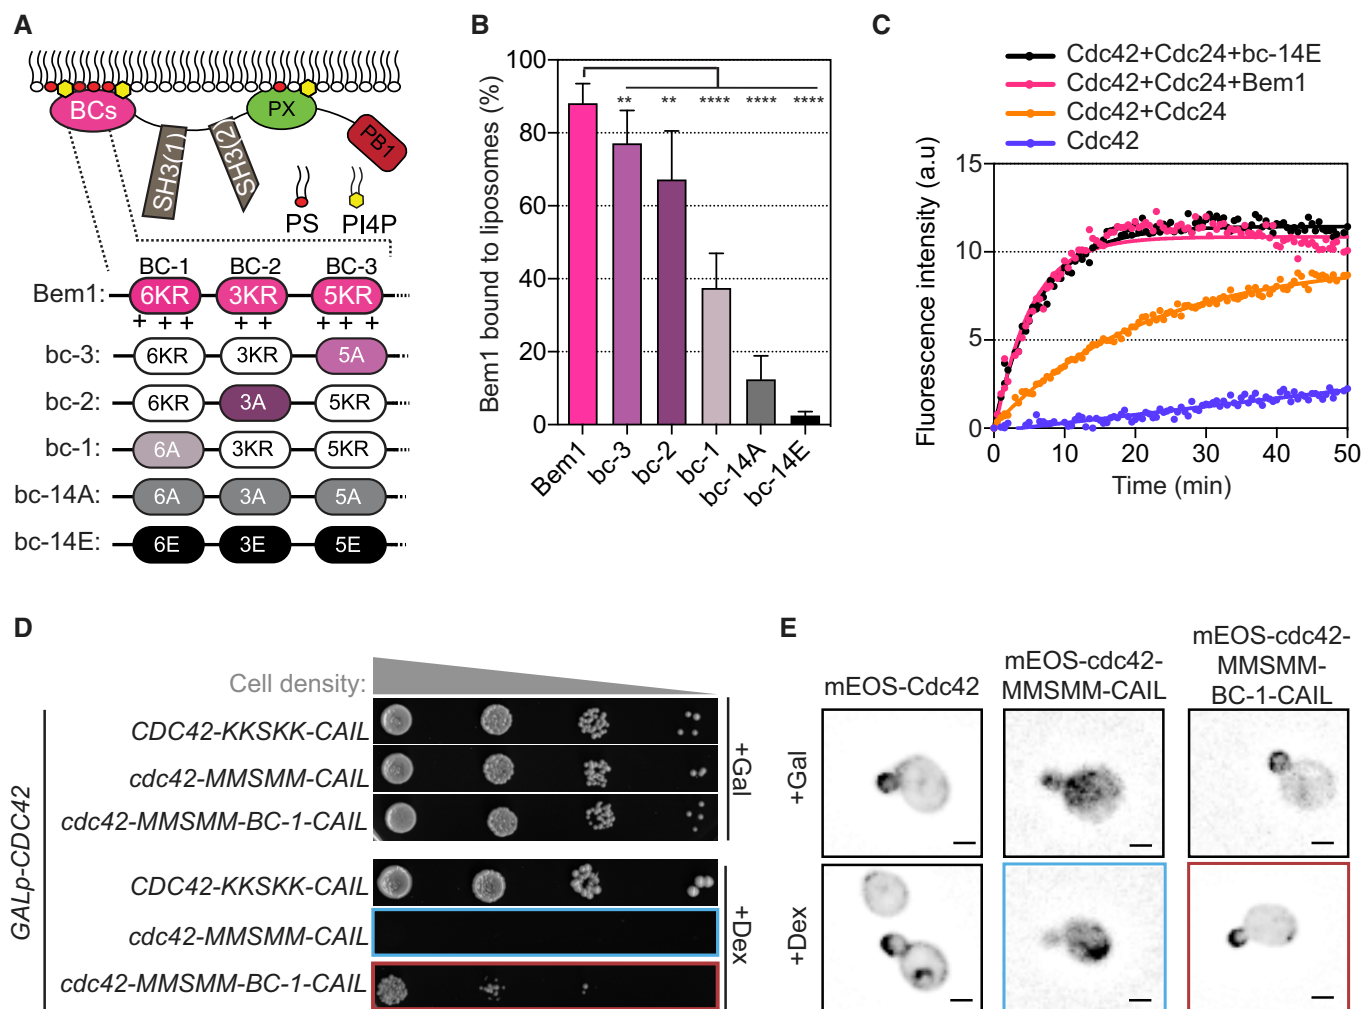 A
BCs
SH3(1)
SH3(2)
PX
PB1
PS
PI4P
BC-1 BC-2 BC-3
Bem1: 6KR 3KR 5KR
+ + + + + + + +
bc-3: 6KR 3KR 5A
bc-2: 6KR 3A 5KR
bc-1: 6A 3KR 5KR
bc-14A: 6A 3A 5A
bc-14E: 6E 3E 5E
B
Bem1 bound to liposomes (%)
100
80
60
40
20
0
** ** **** **** ****
Bem1 bc-3 bc-2 bc-1 bc-14A bc-14E
C
Cdc42+Cdc24+bc-14E
Cdc42+Cdc24+Bem1
Cdc42+Cdc24
Cdc42
Fluorescence intensity (a.u)
15
10
5
0
0 10 20 30 40 50
Time (min)
D
Cell density:
GALp-CDC42
CDC42-KKSKK-CAIL
cdc42-MMSMM-CAIL
cdc42-MMSMM-BC-1-CAIL
+Gal
CDC42-KKSKK-CAIL
cdc42-MMSMM-CAIL
cdc42-MMSMM-BC-1-CAIL
+Dex
E
mEOS-Cdc42
mEOS-cdc42-
MMSMM-CAIL
mEOS-cdc42-
MMSMM-
BC-1-CAIL
+Gal
+Dex